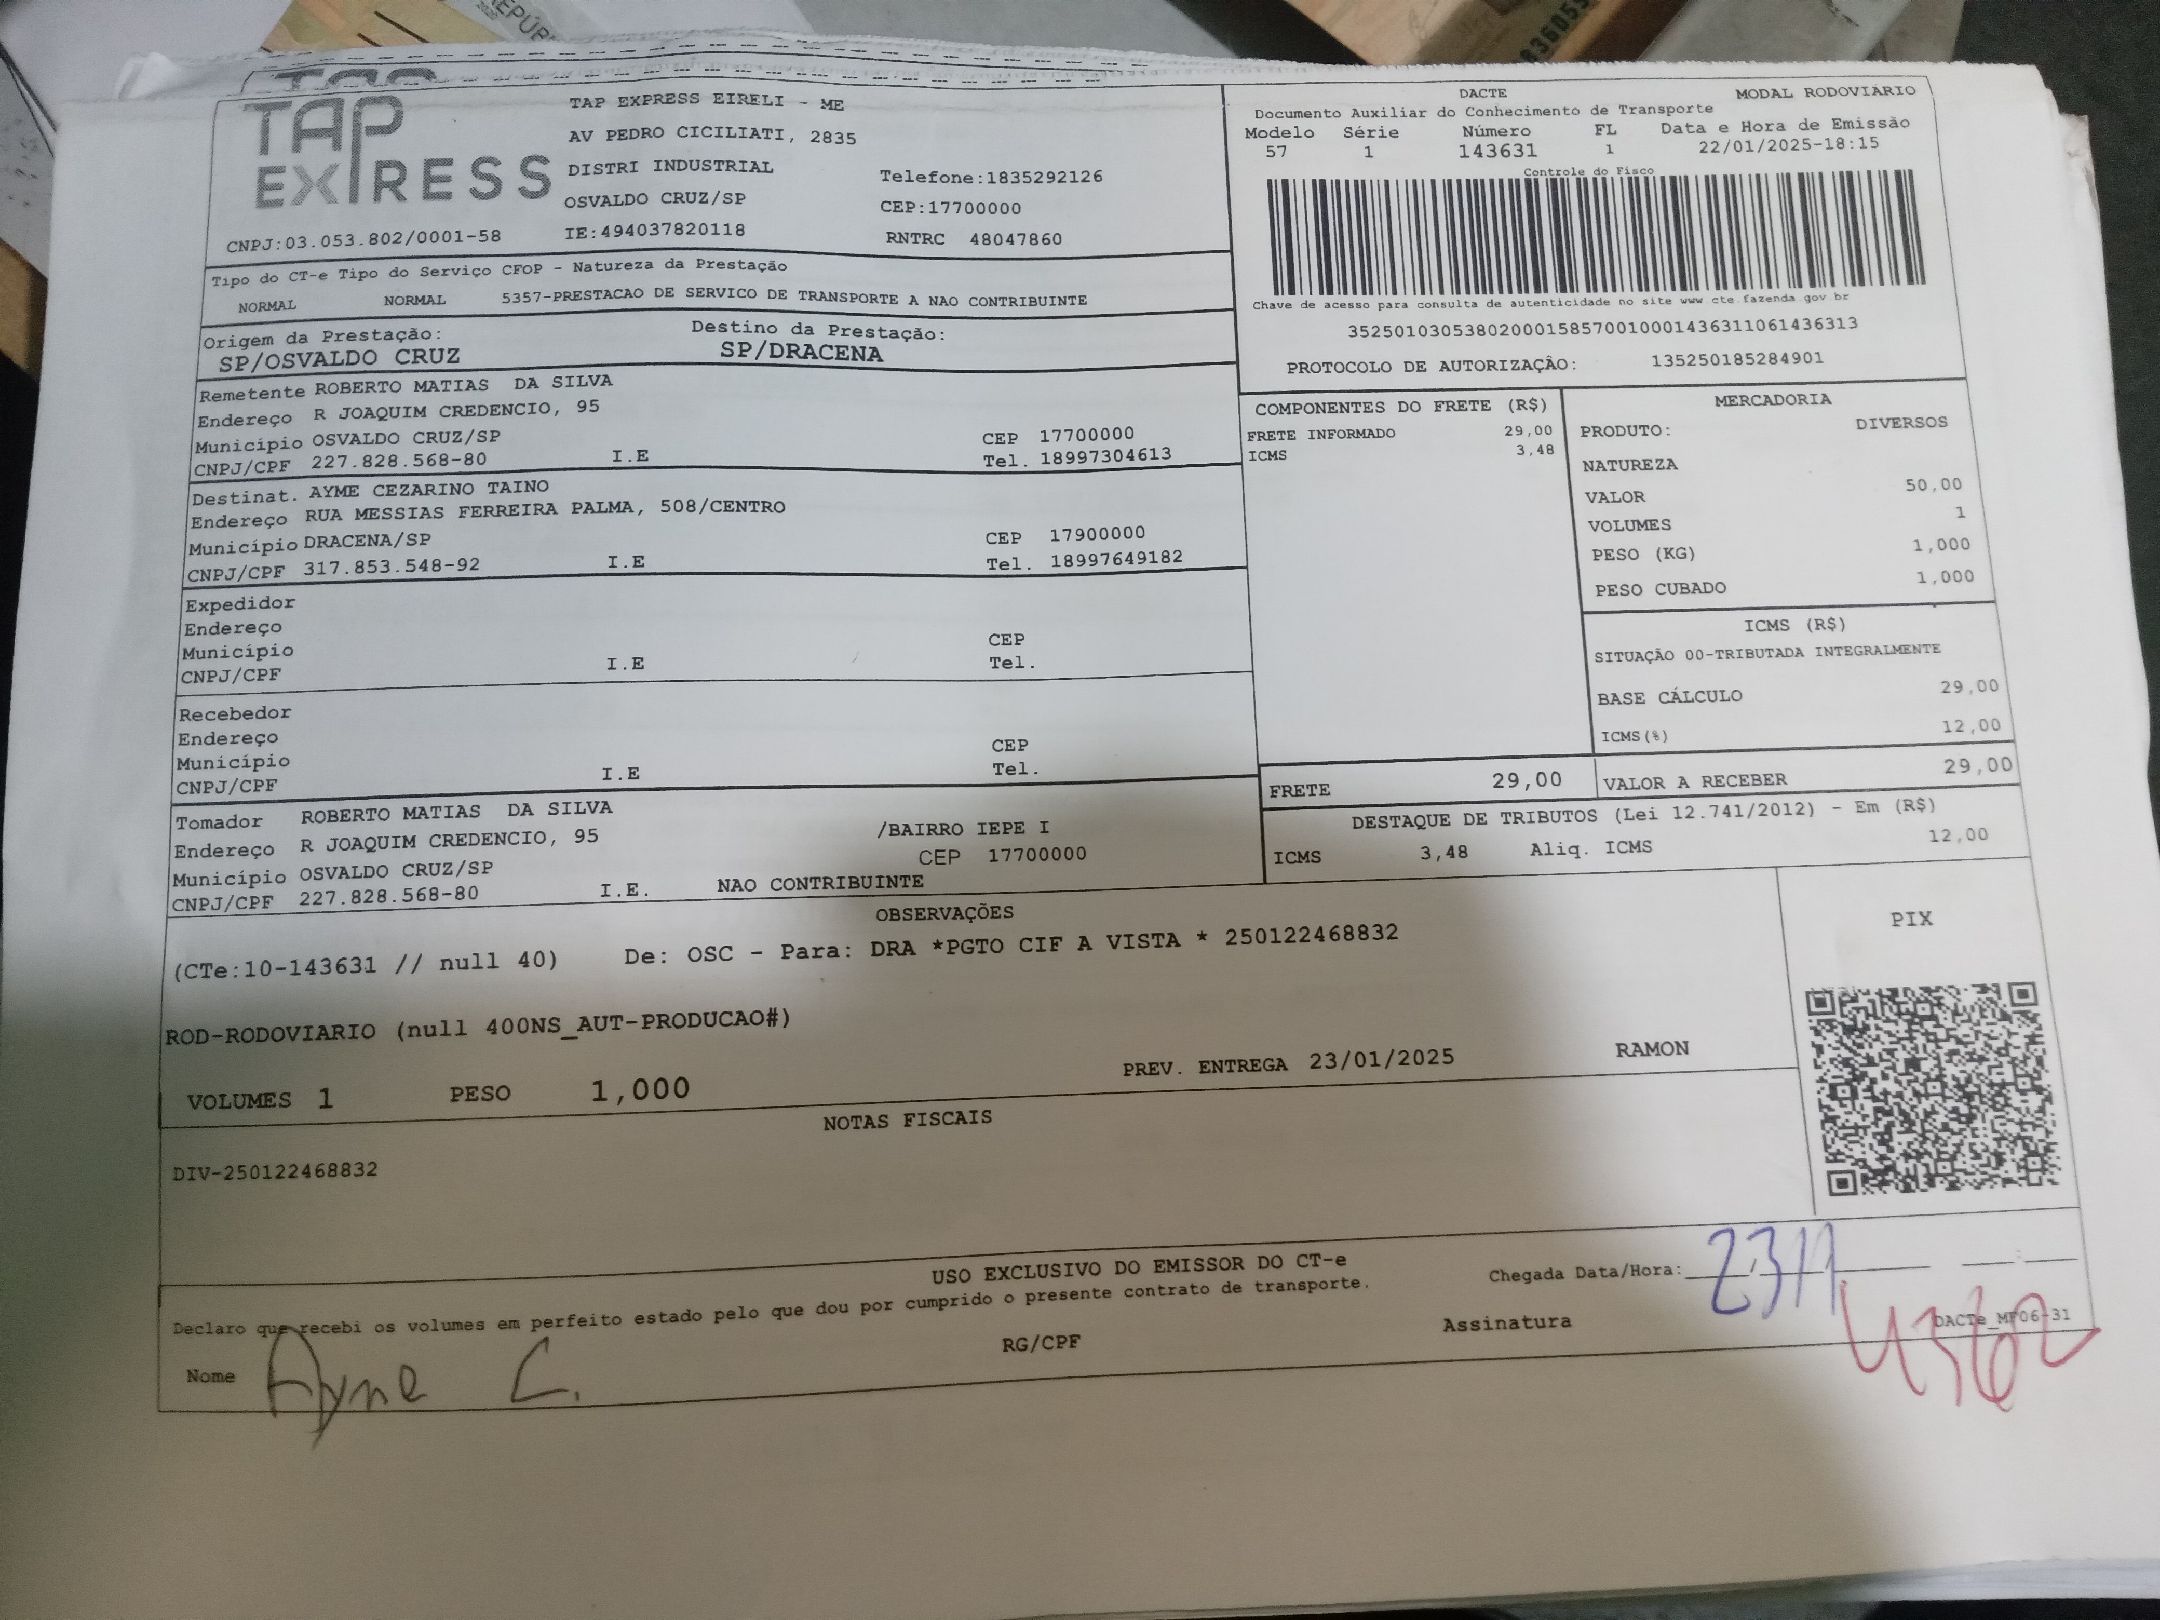 REPÚB
036D55
TAP
EXPRESS
TAP EXPRESS EIRELI - ME
AV PEDRO CICILIATI, 2835
DISTRI INDUSTRIAL
Telefone:1835292126
OSVALDO CRUZ/SP
CEP:17700000
CNPJ:03.053.802/0001-58
IE:494037820118
RNTRC 48047860
DACTE MODAL RODOVIÁRIO
Documento Auxiliar do Conhecimento de Transporte
Modelo Série Número FL Data e Hora de Emissão
57 1 143631 1 22/01/2025-18:15
Controle do Fisco
Chave de acesso para consulta de autenticidade no site www cte.fazenda gov br
35250103053802000158570010001436311061436313
PROTOCOLO DE AUTORIZAÇÃO: 135250185284901
Tipo do CT-e Tipo do Serviço CFOP - Natureza da Prestação
NORMAL NORMAL 5357-PRESTACAO DE SERVICO DE TRANSPORTE A NAO CONTRIBUINTE
Origem da Prestação: Destino da Prestação:
SP/OSVALDO CRUZ SP/DRACENA
Remetente ROBERTO MATIAS DA SILVA
Endereço R JOAQUIM CREDENCIO, 95
Município OSVALDO CRUZ/SP CEP 17700000
CNPJ/CPF 227.828.568-80 I.E Tel. 18997304613
Destinat. AYME CEZARINO TAINO
Endereço RUA MESSIAS FERREIRA PALMA, 508/CENTRO
Município DRACENA/SP CEP 17900000
CNPJ/CPF 317.853.548-92 I.E Tel. 18997649182
Expedidor
Endereço
Município CEP
CNPJ/CPF I.E Tel.
Recebedor
Endereço
Município CEP
CNPJ/CPF I.E Tel.
Tomador ROBERTO MATIAS DA SILVA
Endereço R JOAQUIM CREDENCIO, 95 /BAIRRO IEPE I
Município OSVALDO CRUZ/SP CEP 17700000
CNPJ/CPF 227.828.568-80 I.E. NAO CONTRIBUINTE
COMPONENTES DO FRETE (R$)
FRETE INFORMADO 29,00
ICMS 3,48
MERCADORIA
PRODUTO: DIVERSOS
NATUREZA
VALOR 50,00
VOLUMES 1
PESO (KG) 1,000
PESO CUBADO 1,000
ICMS (R$)
SITUAÇÃO 00-TRIBUTADA INTEGRALMENTE
BASE CÁLCULO 29,00
ICMS(%) 12,00
FRETE 29,00 VALOR A RECEBER 29,00
DESTAQUE DE TRIBUTOS (Lei 12.741/2012) - Em (R$)
ICMS 3,48 Aliq. ICMS 12,00
OBSERVAÇÕES
(CTe:10-143631 // null 40) De: OSC - Para: DRA *PGTO CIF A VISTA * 250122468832
ROD-RODOVIARIO (null 400NS_AUT-PRODUCAO#)
PREV. ENTREGA 23/01/2025 RAMON
VOLUMES 1 PESO 1,000
PIX
NOTAS FISCAIS
DIV-250122468832
USO EXCLUSIVO DO EMISSOR DO CT-e
Declaro que recebi os volumes em perfeito estado pelo que dou por cumprido o presente contrato de transporte.
Chegada Data/Hora: 23/1
Nome Ayme C. RG/CPF Assinatura
DACTe_MF06-31